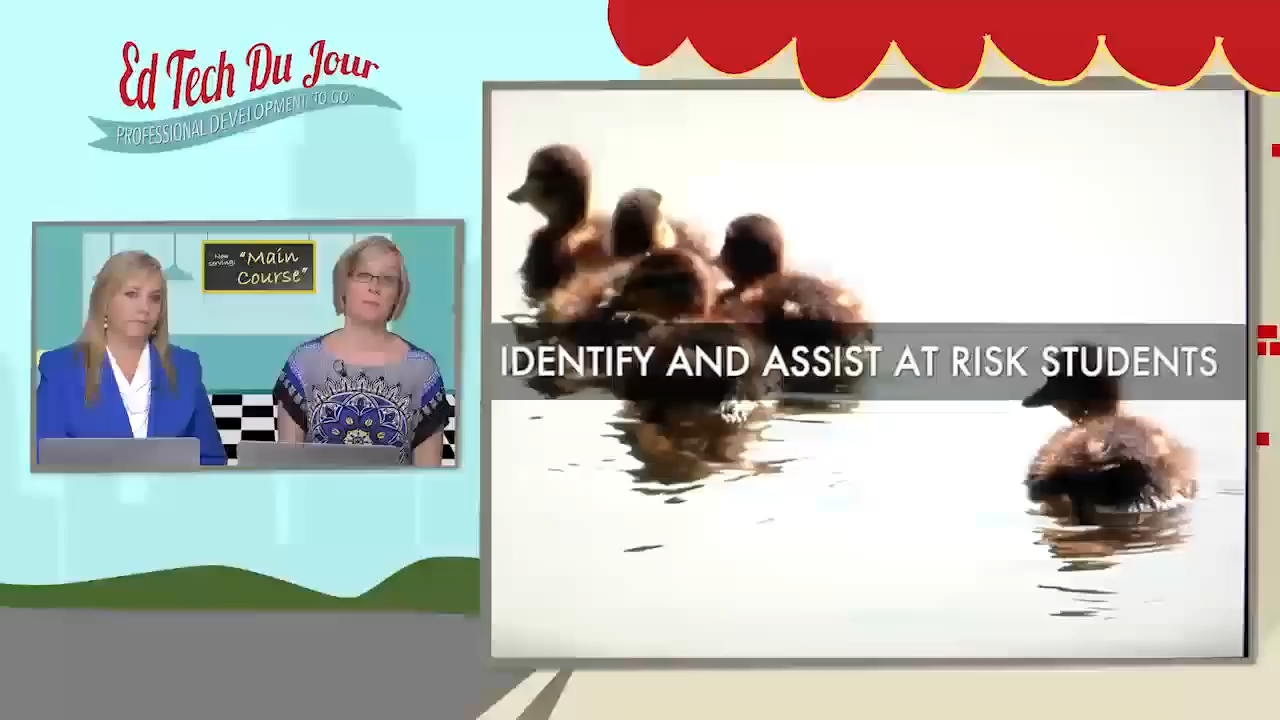 Ed Tech Du Jour
PROFESSIONAL DEVELOPMENT TO GO
Now
serving:
"Main
Course"
IDENTIFY AND ASSIST AT RISK STUDENTS